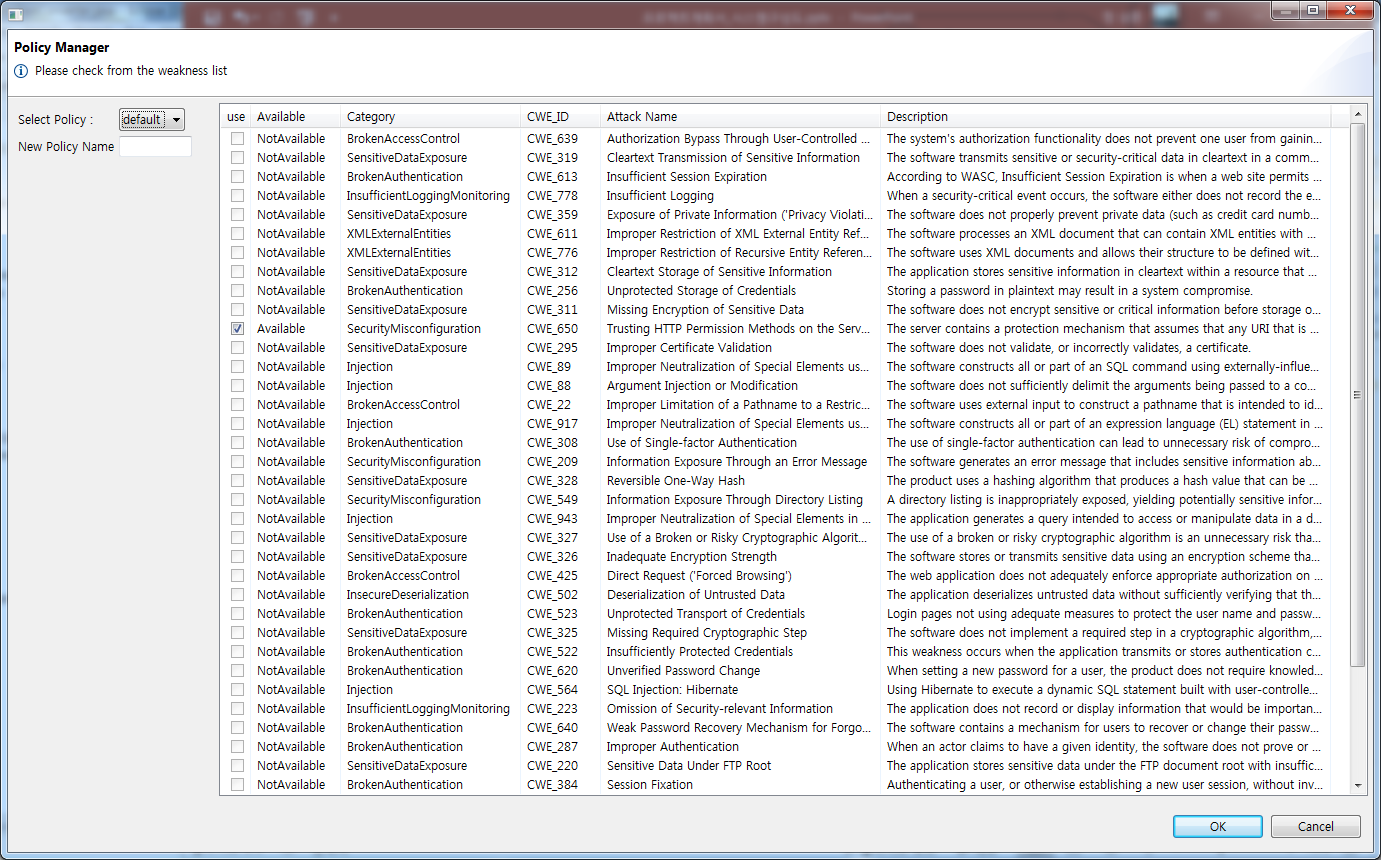 Policy Manager
Please check from the weakness list
Select Policy : default
New Policy Name
use Available Category CWE_ID Attack Name Description
NotAvailable BrokenAccessControl CWE_639 Authorization Bypass Through User-Controlled ... The system's authorization functionality does not prevent one user from gainin...
NotAvailable SensitiveDataExposure CWE_319 Cleartext Transmission of Sensitive Information The software transmits sensitive or security-critical data in cleartext in a comm...
NotAvailable BrokenAuthentication CWE_613 Insufficient Session Expiration According to WASC, Insufficient Session Expiration is when a web site permits ...
NotAvailable InsufficientLoggingMonitoring CWE_778 Insufficient Logging When a security-critical event occurs, the software either does not record the e...
NotAvailable SensitiveDataExposure CWE_359 Exposure of Private Information ('Privacy Violati... The software does not properly prevent private data (such as credit card numb...
NotAvailable XMLExternalEntities CWE_611 Improper Restriction of XML External Entity Ref... The software processes an XML document that can contain XML entities with ...
NotAvailable XMLExternalEntities CWE_776 Improper Restriction of Recursive Entity Referen... The software uses XML documents and allows their structure to be defined wit...
NotAvailable SensitiveDataExposure CWE_312 Cleartext Storage of Sensitive Information The application stores sensitive information in cleartext within a resource that ...
NotAvailable BrokenAuthentication CWE_256 Unprotected Storage of Credentials Storing a password in plaintext may result in a system compromise.
NotAvailable SensitiveDataExposure CWE_311 Missing Encryption of Sensitive Data The software does not encrypt sensitive or critical information before storage o...
Available SecurityMisconfiguration CWE_650 Trusting HTTP Permission Methods on the Serv... The server contains a protection mechanism that assumes that any URI that is ...
NotAvailable SensitiveDataExposure CWE_295 Improper Certificate Validation The software does not validate, or incorrectly validates, a certificate.
NotAvailable Injection CWE_89 Improper Neutralization of Special Elements us... The software constructs all or part of an SQL command using externally-influe...
NotAvailable Injection CWE_88 Argument Injection or Modification The software does not sufficiently delimit the arguments being passed to a co...
NotAvailable BrokenAccessControl CWE_22 Improper Limitation of a Pathname to a Restric... The software uses external input to construct a pathname that is intended to id...
NotAvailable Injection CWE_917 Improper Neutralization of Special Elements us... The software constructs all or part of an expression language (EL) statement in ...
NotAvailable BrokenAuthentication CWE_308 Use of Single-factor Authentication The use of single-factor authentication can lead to unnecessary risk of compro...
NotAvailable SecurityMisconfiguration CWE_209 Information Exposure Through an Error Message The software generates an error message that includes sensitive information ab...
NotAvailable SensitiveDataExposure CWE_328 Reversible One-Way Hash The product uses a hashing algorithm that produces a hash value that can be ...
NotAvailable SecurityMisconfiguration CWE_549 Information Exposure Through Directory Listing A directory listing is inappropriately exposed, yielding potentially sensitive infor...
NotAvailable Injection CWE_943 Improper Neutralization of Special Elements in ... The application generates a query intended to access or manipulate data in a d...
NotAvailable SensitiveDataExposure CWE_327 Use of a Broken or Risky Cryptographic Algorit... The use of a broken or risky cryptographic algorithm is an unnecessary risk tha...
NotAvailable SensitiveDataExposure CWE_326 Inadequate Encryption Strength The software stores or transmits sensitive data using an encryption scheme tha...
NotAvailable BrokenAccessControl CWE_425 Direct Request ('Forced Browsing') The web application does not adequately enforce appropriate authorization on ...
NotAvailable InsecureDeserialization CWE_502 Deserialization of Untrusted Data The application deserializes untrusted data without sufficiently verifying that th...
NotAvailable BrokenAuthentication CWE_523 Unprotected Transport of Credentials Login pages not using adequate measures to protect the user name and passw...
NotAvailable SensitiveDataExposure CWE_325 Missing Required Cryptographic Step The software does not implement a required step in a cryptographic algorithm,...
NotAvailable BrokenAuthentication CWE_522 Insufficiently Protected Credentials This weakness occurs when the application transmits or stores authentication c...
NotAvailable BrokenAuthentication CWE_620 Unverified Password Change When setting a new password for a user, the product does not require knowled...
NotAvailable Injection CWE_564 SQL Injection: Hibernate Using Hibernate to execute a dynamic SQL statement built with user-controlle...
NotAvailable InsufficientLoggingMonitoring CWE_223 Omission of Security-relevant Information The application does not record or display information that would be importan...
NotAvailable BrokenAuthentication CWE_640 Weak Password Recovery Mechanism for Forgo... The software contains a mechanism for users to recover or change their passw...
NotAvailable BrokenAuthentication CWE_287 Improper Authentication When an actor claims to have a given identity, the software does not prove or ...
NotAvailable SensitiveDataExposure CWE_220 Sensitive Data Under FTP Root The application stores sensitive data under the FTP document root with insuffic...
NotAvailable BrokenAuthentication CWE_384 Session Fixation Authenticating a user, or otherwise establishing a new user session, without inv...
OK Cancel